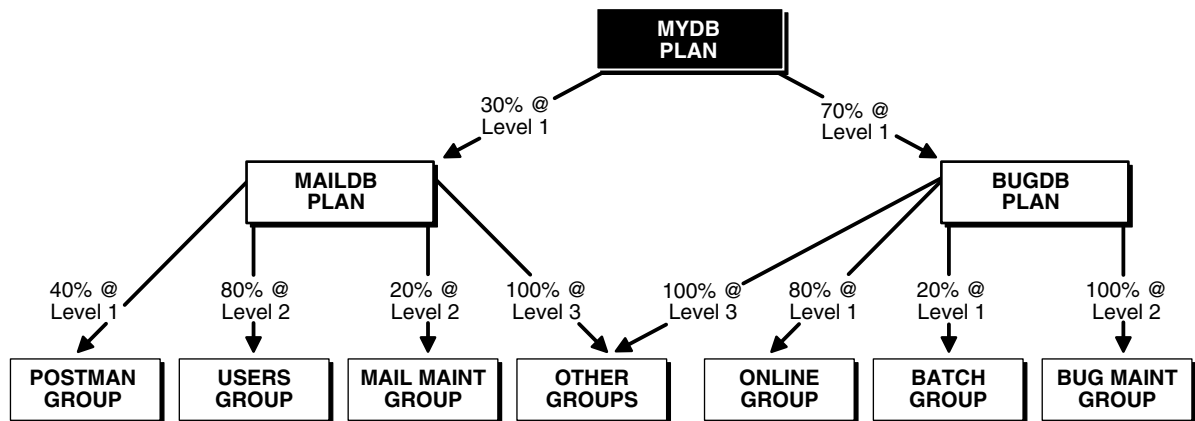 MYDB
PLAN
30% @
Level 1
70% @
Level 1
MAILDB
PLAN
BUGDB
PLAN
40% @
Level 1
80% @
Level 2
20% @
Level 2
100% @
Level 3
100% @
Level 3
80% @
Level 1
20% @
Level 1
100% @
Level 2
POSTMAN
GROUP
USERS
GROUP
MAIL MAINT
GROUP
OTHER
GROUPS
ONLINE
GROUP
BATCH
GROUP
BUG MAINT
GROUP